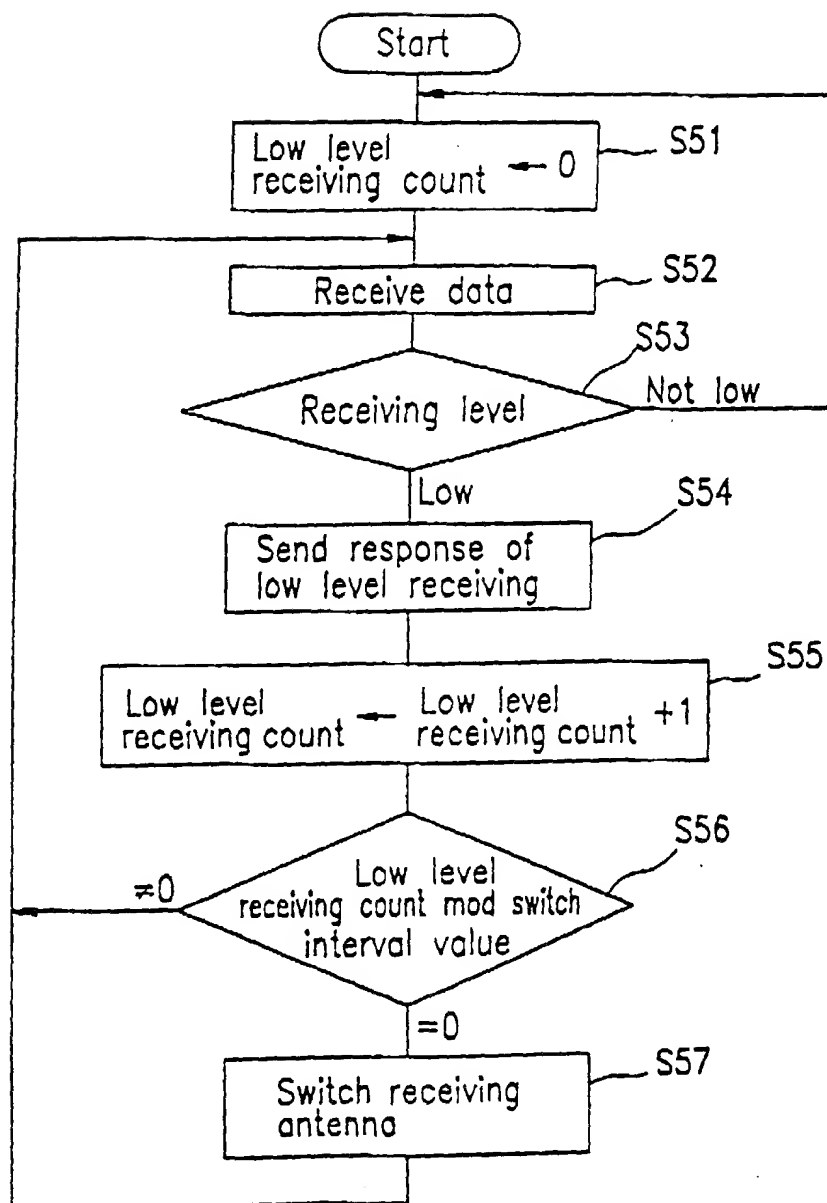 Start
Low level
receiving count ← 0
S51
Receive data
S52
S53
Receiving level
Not low
Low
S54
Send response of
low level receiving
S55
Low level
receiving count ← Low level
receiving count +1
S56
Low level
receiving count mod switch
interval value
≠0
=0
S57
Switch receiving
antenna